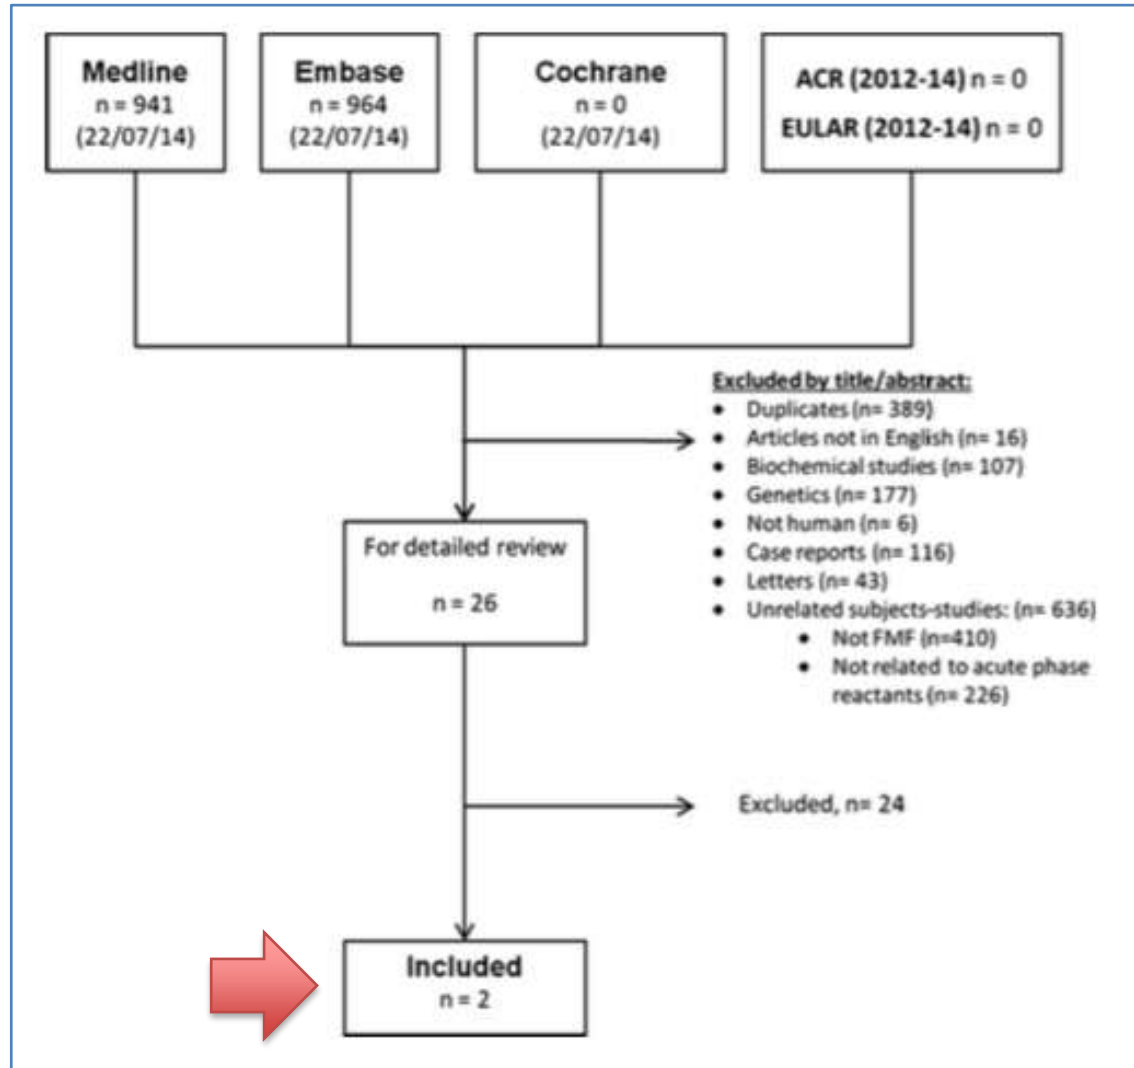 Medline
n = 941
(22/07/14)
Embase
n = 964
(22/07/14)
Cochrane
n = 0
(22/07/14)
ACR (2012-14) n = 0
EULAR (2012-14) n = 0
Excluded by title/abstract:
• Duplicates (n= 389)
• Articles not in English (n= 16)
• Biochemical studies (n= 107)
• Genetics (n= 177)
• Not human (n= 6)
• Case reports (n= 116)
• Letters (n= 43)
• Unrelated subjects-studies: (n= 636)
• Not FMF (n=410)
• Not related to acute phase
reactants (n= 226)
For detailed review
n = 26
Excluded, n= 24
Included
n = 2